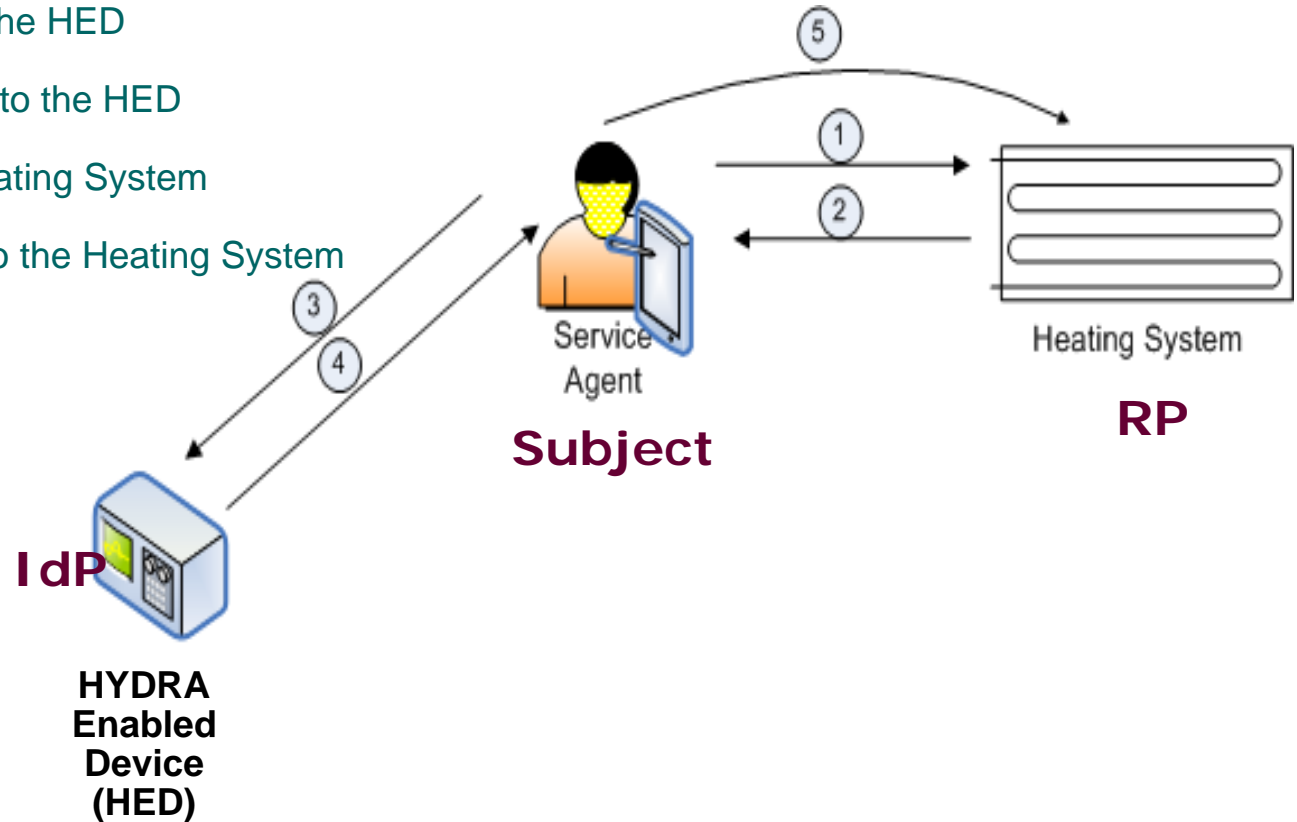 he HED
to the HED
ating System
o the Heating System
5
1
2
3
4
Service
Agent
Heating System
Subject
RP
IdP
HYDRA
Enabled
Device
(HED)